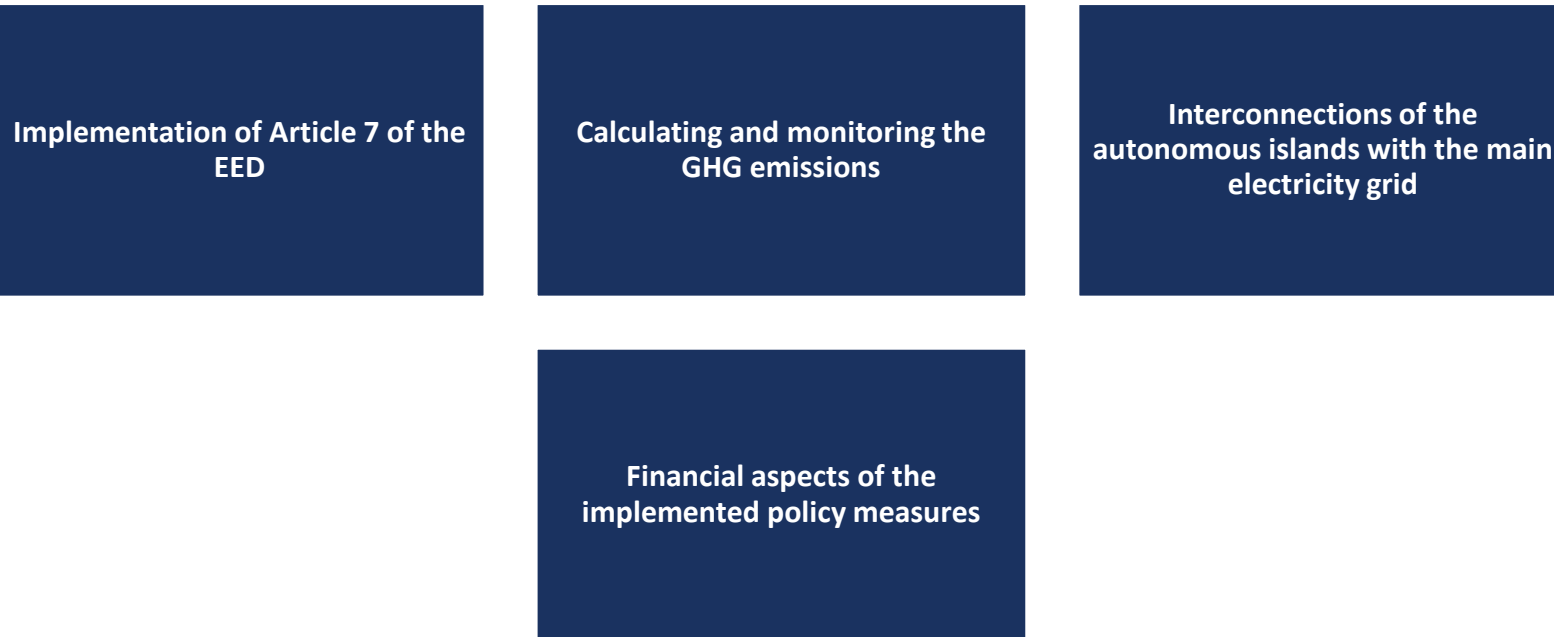 Implementation of Article 7 of the
EED
Calculating and monitoring the
GHG emissions
Interconnections of the
autonomous islands with the main
electricity grid
Financial aspects of the
implemented policy measures